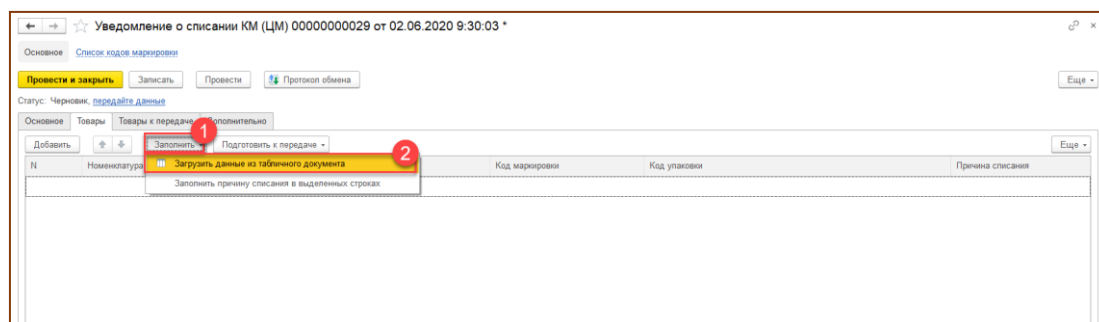 Уведомление о списании КМ (ЦМ) 00000000029 от 02.06.2020 9:30:03 *
Основное Список кодов маркировки
Провести и закрыть Записать Провести Протокол обмена Еще
Статус: Черновик, передайте данные
Основное Товары Товары к передаче Дополнительно
1
Добавить Заполнить Подготовить к передаче Еще
2
N Номенклатура Код маркировки Код упаковки Причина списания
Загрузить данные из табличного документа
Заполнить причину списания в выделенных строках